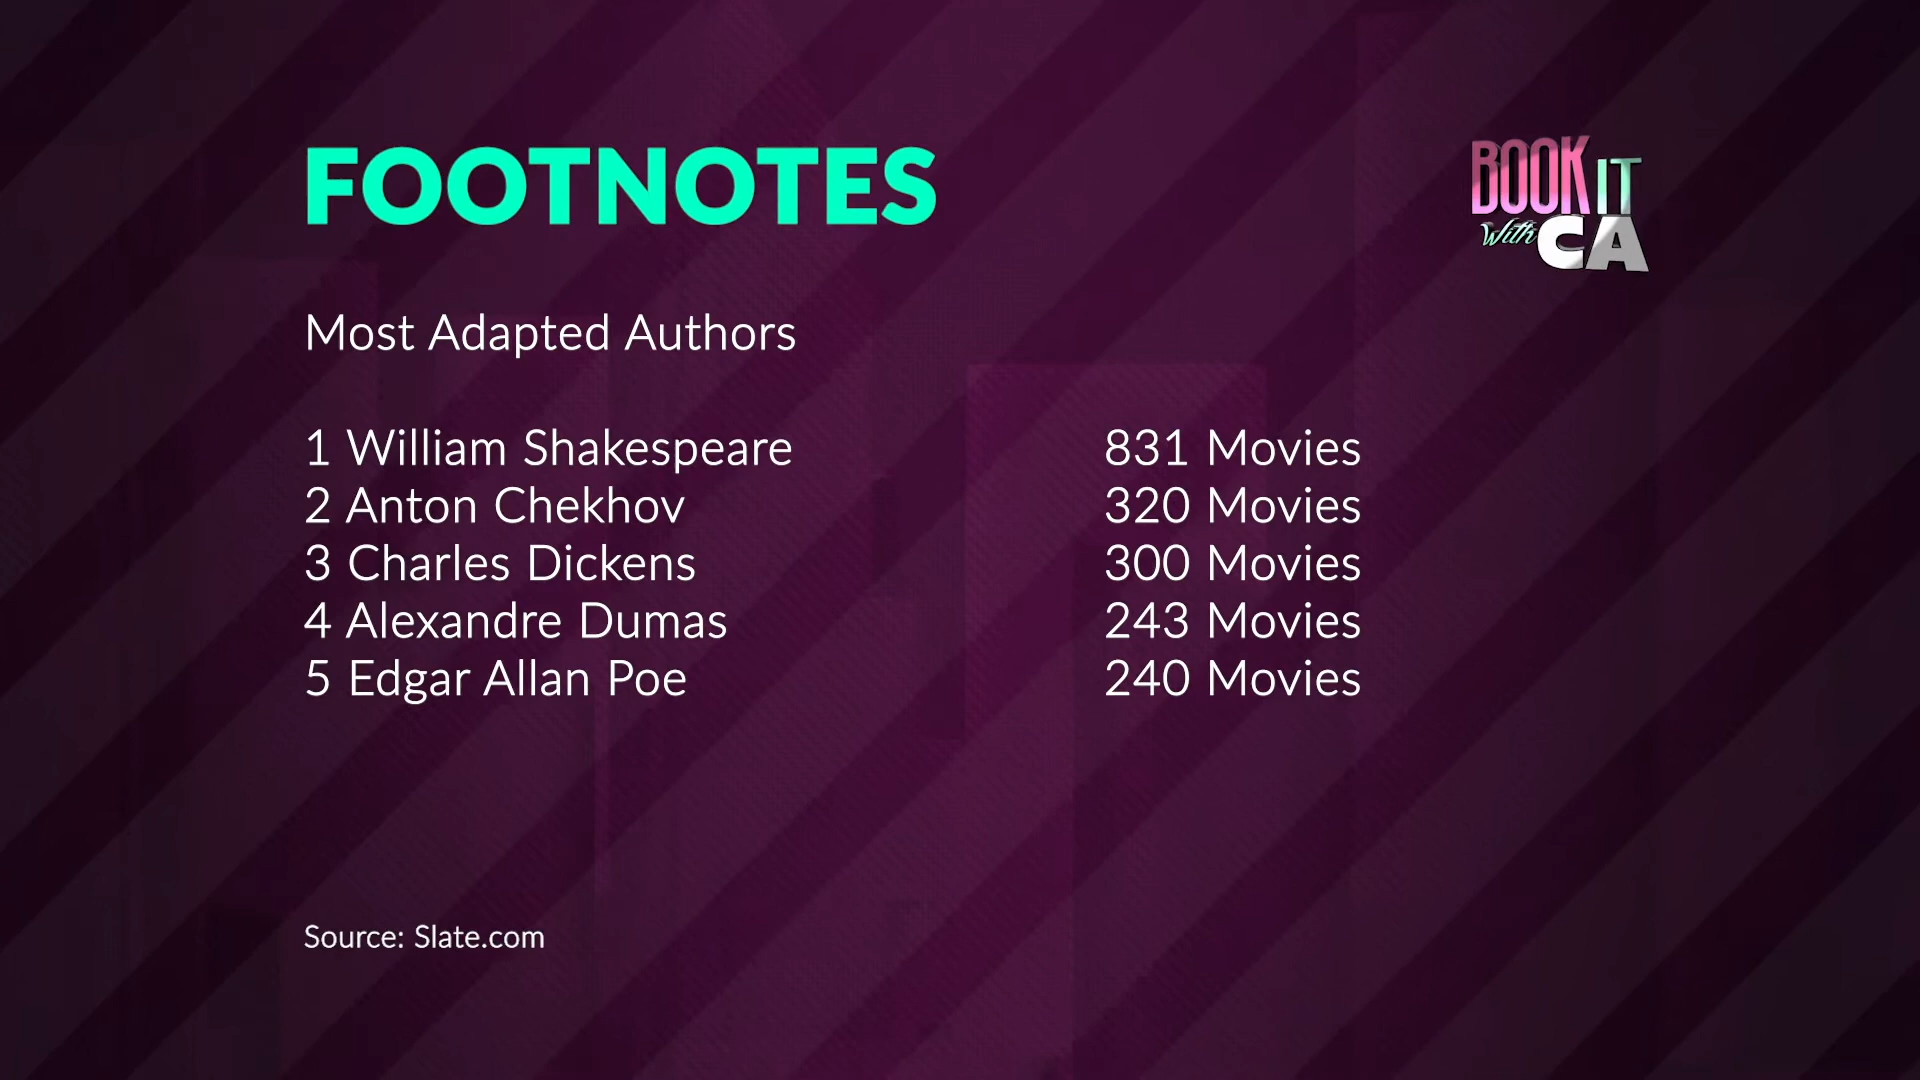 FOOTNOTES
BOOK IT
With CA
Most Adapted Authors
1 William Shakespeare 831 Movies
2 Anton Chekhov 320 Movies
3 Charles Dickens 300 Movies
4 Alexandre Dumas 243 Movies
5 Edgar Allan Poe 240 Movies
Source: Slate.com